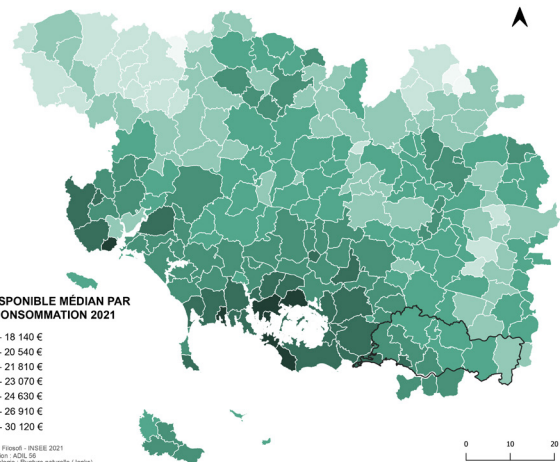 SPONIBLE MÉDIAN PAR
ONSOMMATION 2021
- 18 140 €
- 20 540 €
- 21 810 €
- 23 070 €
- 24 630 €
- 26 910 €
- 30 120 €
Filosofi - INSEE 2021
ion : ADIL 56
0 10 20